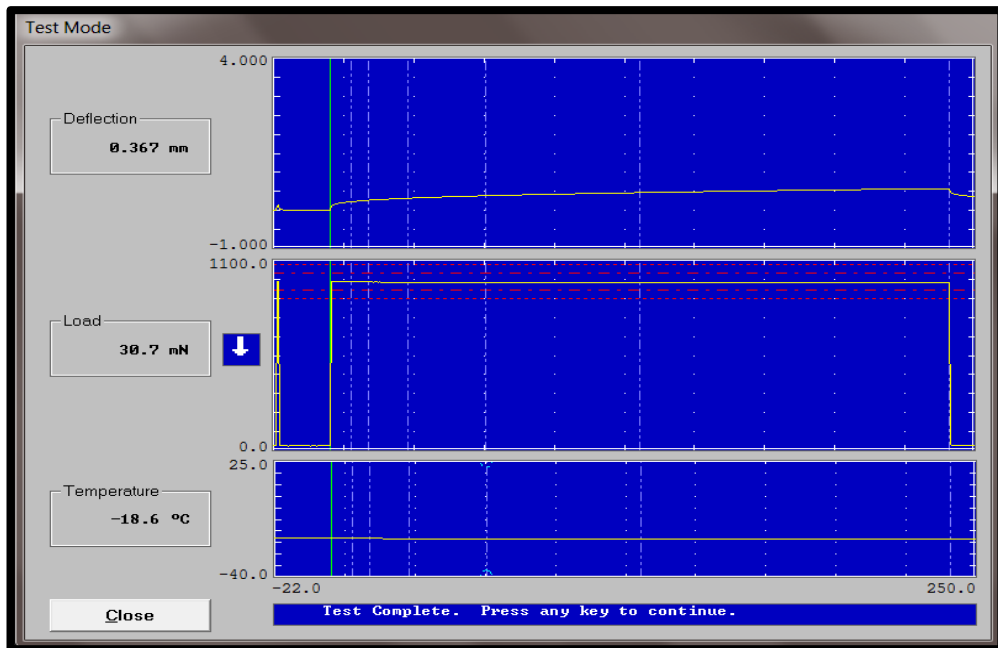 Test Mode
4.000
Deflection
0.367 mm
-1.000
1100.0
Load
30.7 mN
0.0
25.0
Temperature
-18.6 ºC
-40.0
-22.0 250.0
Close
Test Complete. Press any key to continue.